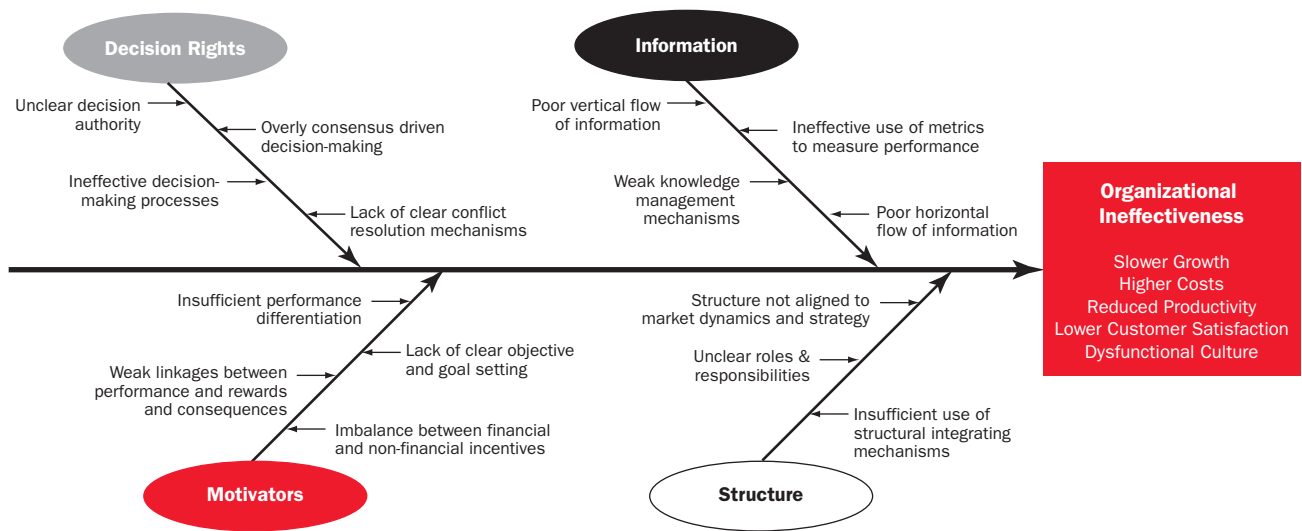 Decision Rights
Unclear decision
authority
Overly consensus driven
decision-making
Ineffective decision-
making processes
Lack of clear conflict
resolution mechanisms
Information
Poor vertical flow
of information
Ineffective use of metrics
to measure performance
Weak knowledge
management
mechanisms
Poor horizontal
flow of information
Organizational
Ineffectiveness
Slower Growth
Higher Costs
Reduced Productivity
Lower Customer Satisfaction
Dysfunctional Culture
Insufficient performance
differentiation
Lack of clear objective
and goal setting
Weak linkages between
performance and rewards
and consequences
Imbalance between financial
and non-financial incentives
Motivators
Structure not aligned to
market dynamics and strategy
Unclear roles &
responsibilities
Insufficient use of
structural integrating
mechanisms
Structure